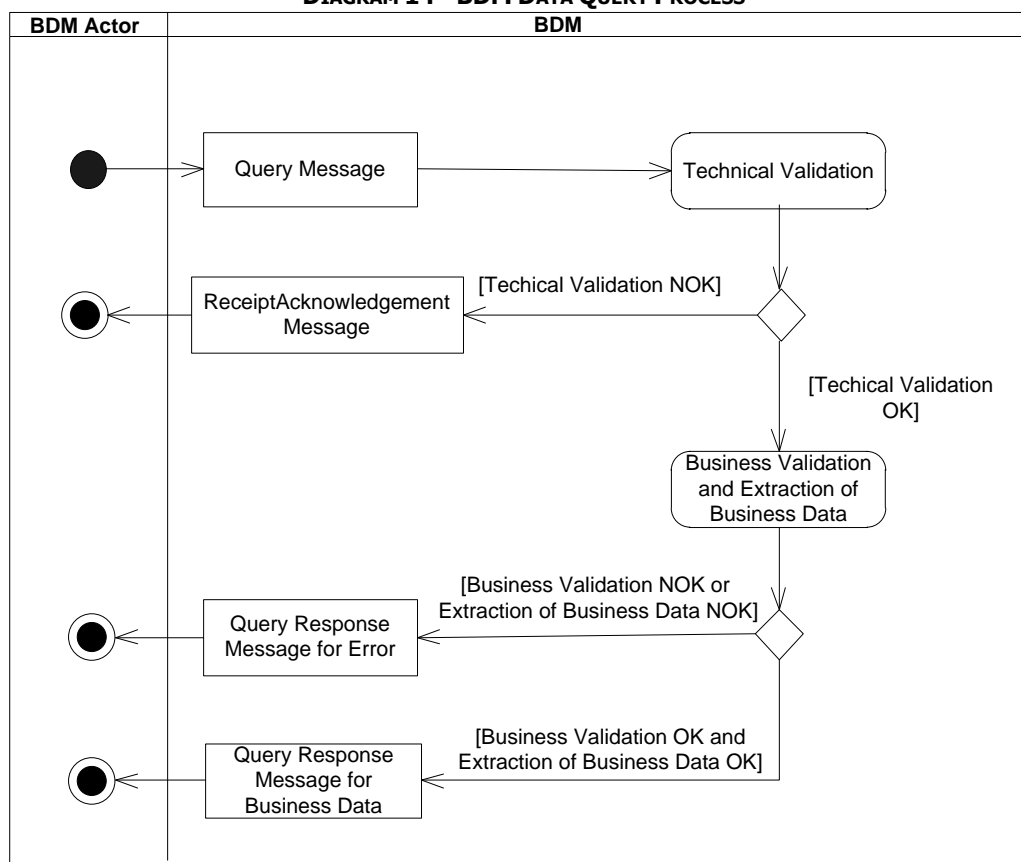 BDM Actor
BDM
Query Message
Technical Validation
[Techical Validation NOK]
ReceiptAcknowledgement
Message
[Techical Validation
OK]
Business Validation
and Extraction of
Business Data
[Business Validation NOK or
Extraction of Business Data NOK]
Query Response
Message for Error
[Business Validation OK and
Extraction of Business Data OK]
Query Response
Message for
Business Data